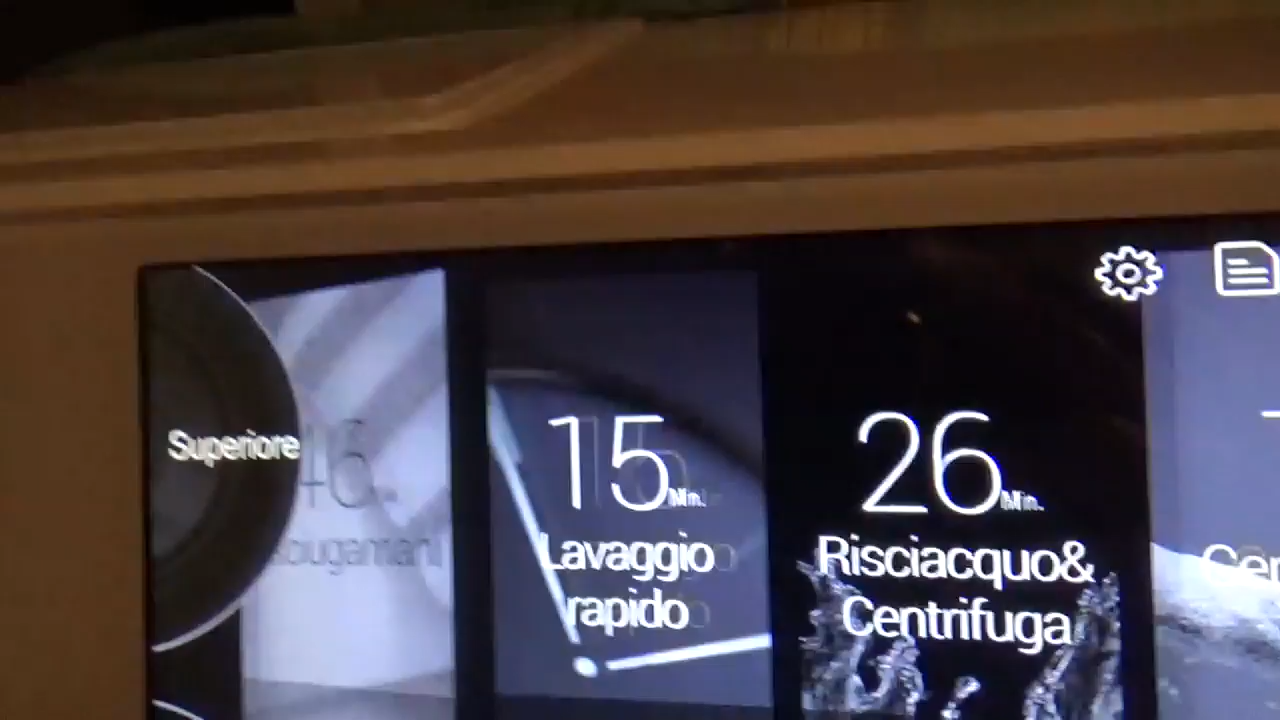 Superiore
15 Min.
Lavaggio
rapido
26 Min.
Risciacquo&
Centrifuga